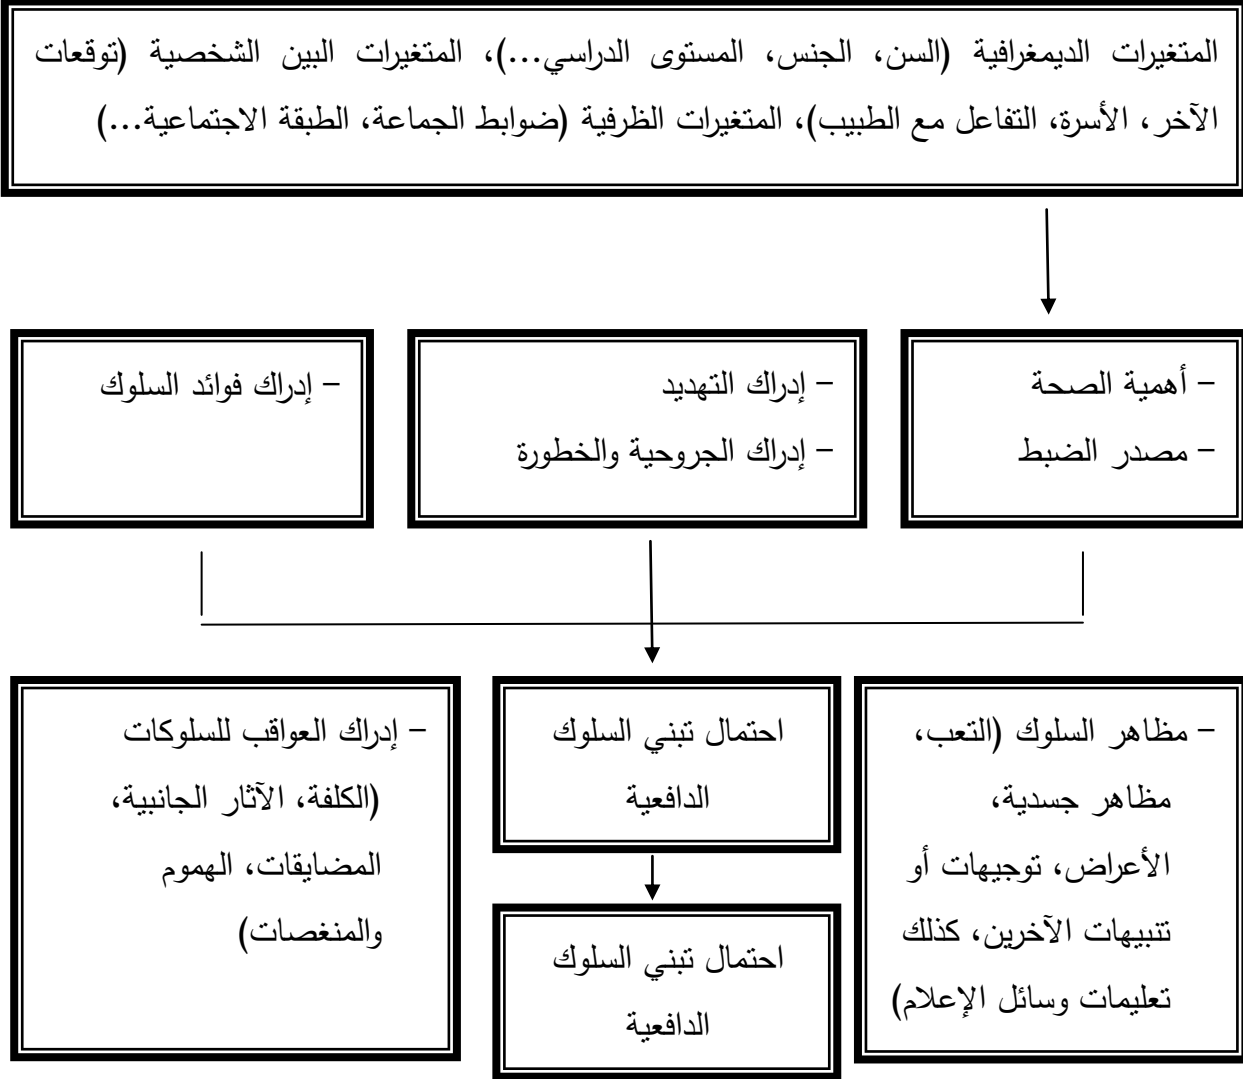 المتغيرات الديمغرافية (السن، الجنس، المستوى الدراسي...)، المتغيرات البين الشخصية (توقعات
الآخر، الأسرة، التفاعل مع الطبيب)، المتغيرات الظرفية (ضوابط الجماعة، الطبقة الاجتماعية...)
- أهمية الصحة
- مصدر الضبط
- إدراك التهديد
- إدراك الجروحية والخطورة
- إدراك فوائد السلوك
- مظاهر السلوك (التعب،
مظاهر جسدية،
الأعراض، توجيهات أو
تنبيهات الآخرين، كذلك
تعليمات وسائل الإعلام)
احتمال تبني السلوك
الدافعية
احتمال تبني السلوك
الدافعية
- إدراك العواقب للسلوكات
(الكلفة، الآثار الجانبية،
المضايقات، الهموم
والمنغصات)